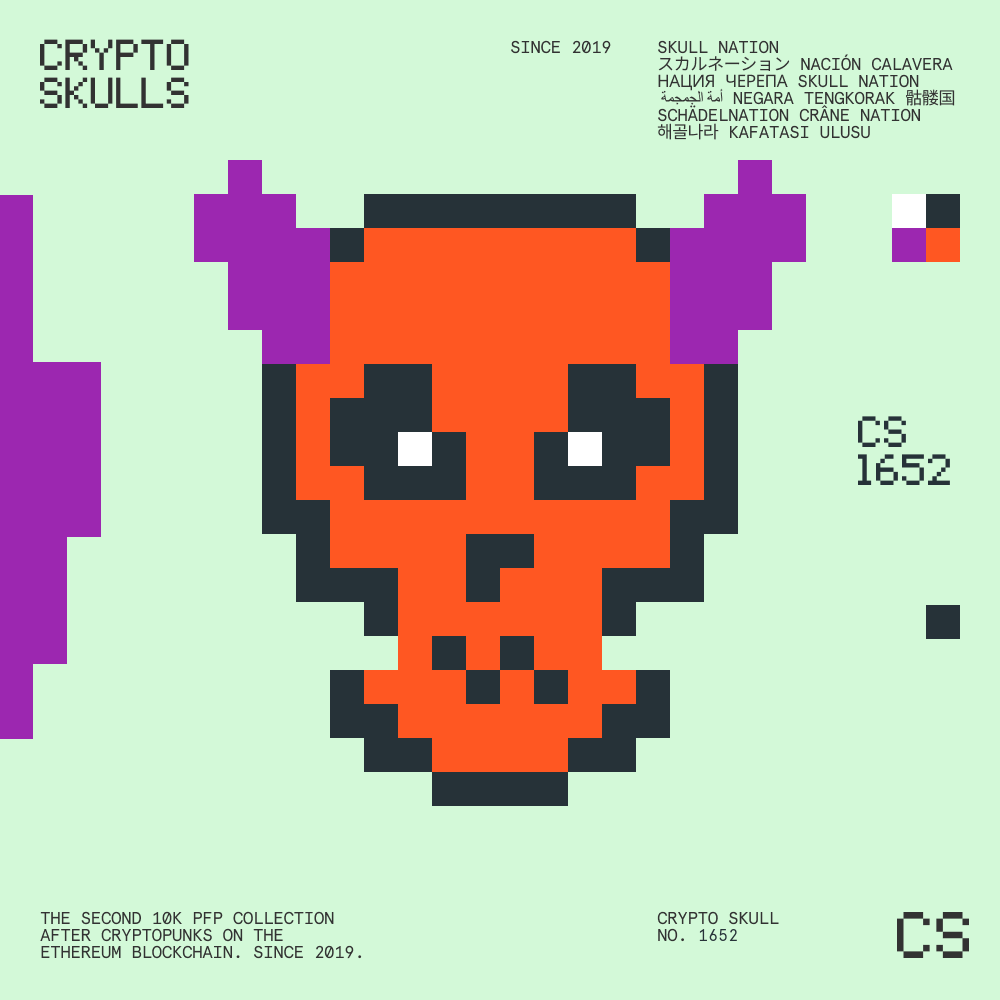 CRYPTO
SKULLS
SINCE 2019
SKULL NATION
スカルネーション NACIÓN CALAVERA
НАЦИЯ ЧЕРЕПА SKULL NATION
أمة الجمجمة NEGARA TENGKORAK 骷髅国
SCHÄDELNATION CRÂNE NATION
해골나라 KAFATASI ULUSU
CS
1652
THE SECOND 10K PFP COLLECTION
AFTER CRYPTOPUNKS ON THE
ETHEREUM BLOCKCHAIN. SINCE 2019.
CRYPTO SKULL
NO. 1652
CS